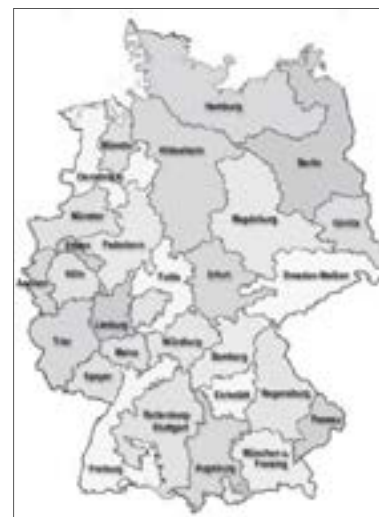 Hamburg
Hildesheim
Münster
Osnabrück
Berlin
Magdeburg
Görlitz
Münster
Paderborn
Essen
Aachen
Köln
Fulda
Erfurt
Dresden-Meißen
Limburg
Trier
Mainz
Würzburg
Bamberg
Speyer
Eichstätt
Regensburg
Rottenburg-
Stuttgart
Passau
Freiburg
Augsburg
München u.
Freising